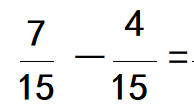 7/15 — 4/15 =